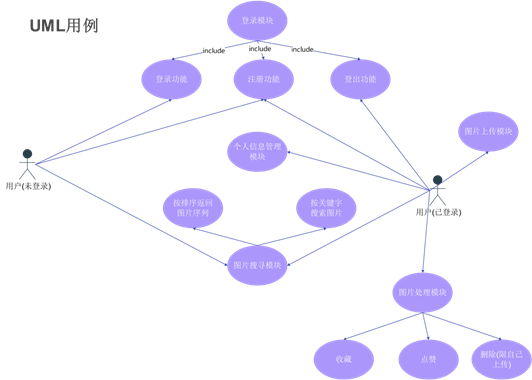 UML用例
登录模块
include
include
include
登录功能
注册功能
登出功能
图片上传模块
个人信息管理
模块
用户(未登录)
用户(已登录)
按排序返回
图片序列
按关键字
搜索图片
图片搜寻模块
图片处理模块
收藏
点赞
删除(限自己
上传)